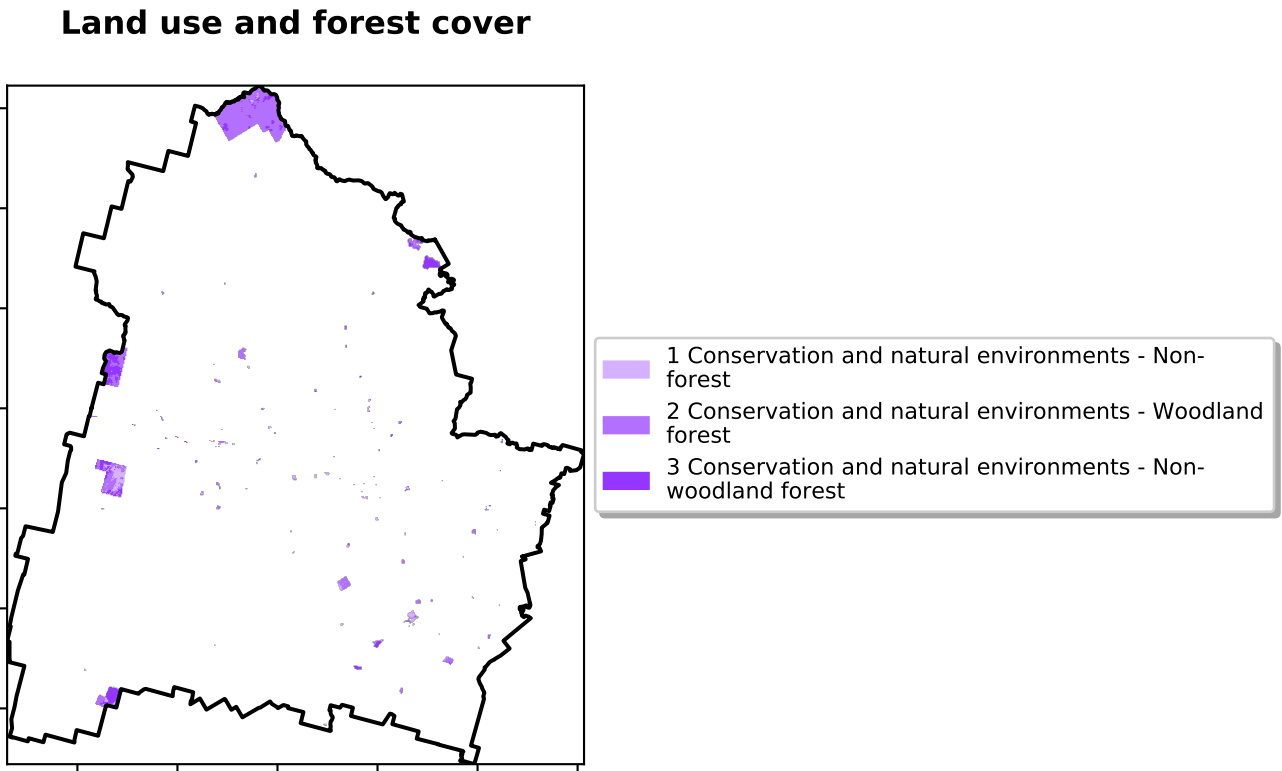 Land use and forest cover
1 Conservation and natural environments - Non-
forest
2 Conservation and natural environments - Woodland
forest
3 Conservation and natural environments - Non-
woodland forest